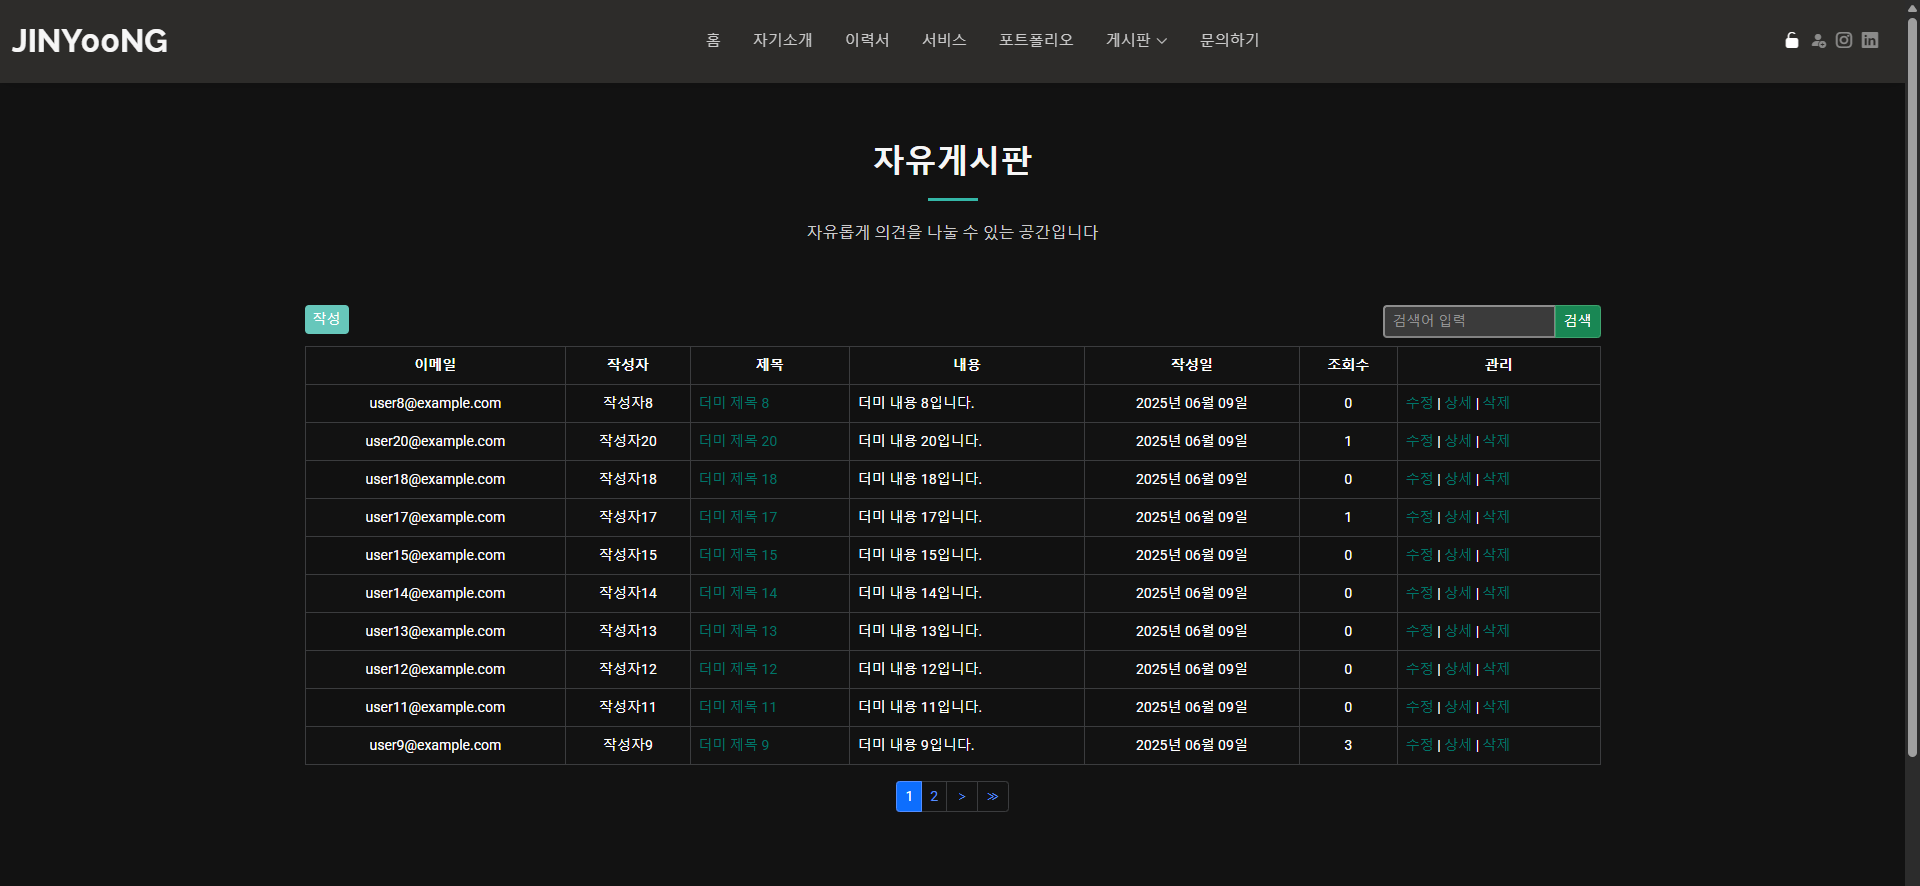 JINYooNG
홈 자기소개 이력서 서비스 포트폴리오 게시판 문의하기
자유게시판
자유롭게 의견을 나눌 수 있는 공간입니다
작성 검색어 입력 검색
이메일 작성자 제목 내용 작성일 조회수 관리
user8@example.com 작성자8 더미 제목 8 더미 내용 8입니다. 2025년 06월 09일 0 수정 | 상세 | 삭제
user20@example.com 작성자20 더미 제목 20 더미 내용 20입니다. 2025년 06월 09일 1 수정 | 상세 | 삭제
user18@example.com 작성자18 더미 제목 18 더미 내용 18입니다. 2025년 06월 09일 0 수정 | 상세 | 삭제
user17@example.com 작성자17 더미 제목 17 더미 내용 17입니다. 2025년 06월 09일 1 수정 | 상세 | 삭제
user15@example.com 작성자15 더미 제목 15 더미 내용 15입니다. 2025년 06월 09일 0 수정 | 상세 | 삭제
user14@example.com 작성자14 더미 제목 14 더미 내용 14입니다. 2025년 06월 09일 0 수정 | 상세 | 삭제
user13@example.com 작성자13 더미 제목 13 더미 내용 13입니다. 2025년 06월 09일 0 수정 | 상세 | 삭제
user12@example.com 작성자12 더미 제목 12 더미 내용 12입니다. 2025년 06월 09일 0 수정 | 상세 | 삭제
user11@example.com 작성자11 더미 제목 11 더미 내용 11입니다. 2025년 06월 09일 0 수정 | 상세 | 삭제
user9@example.com 작성자9 더미 제목 9 더미 내용 9입니다. 2025년 06월 09일 3 수정 | 상세 | 삭제
1 2 > ≫